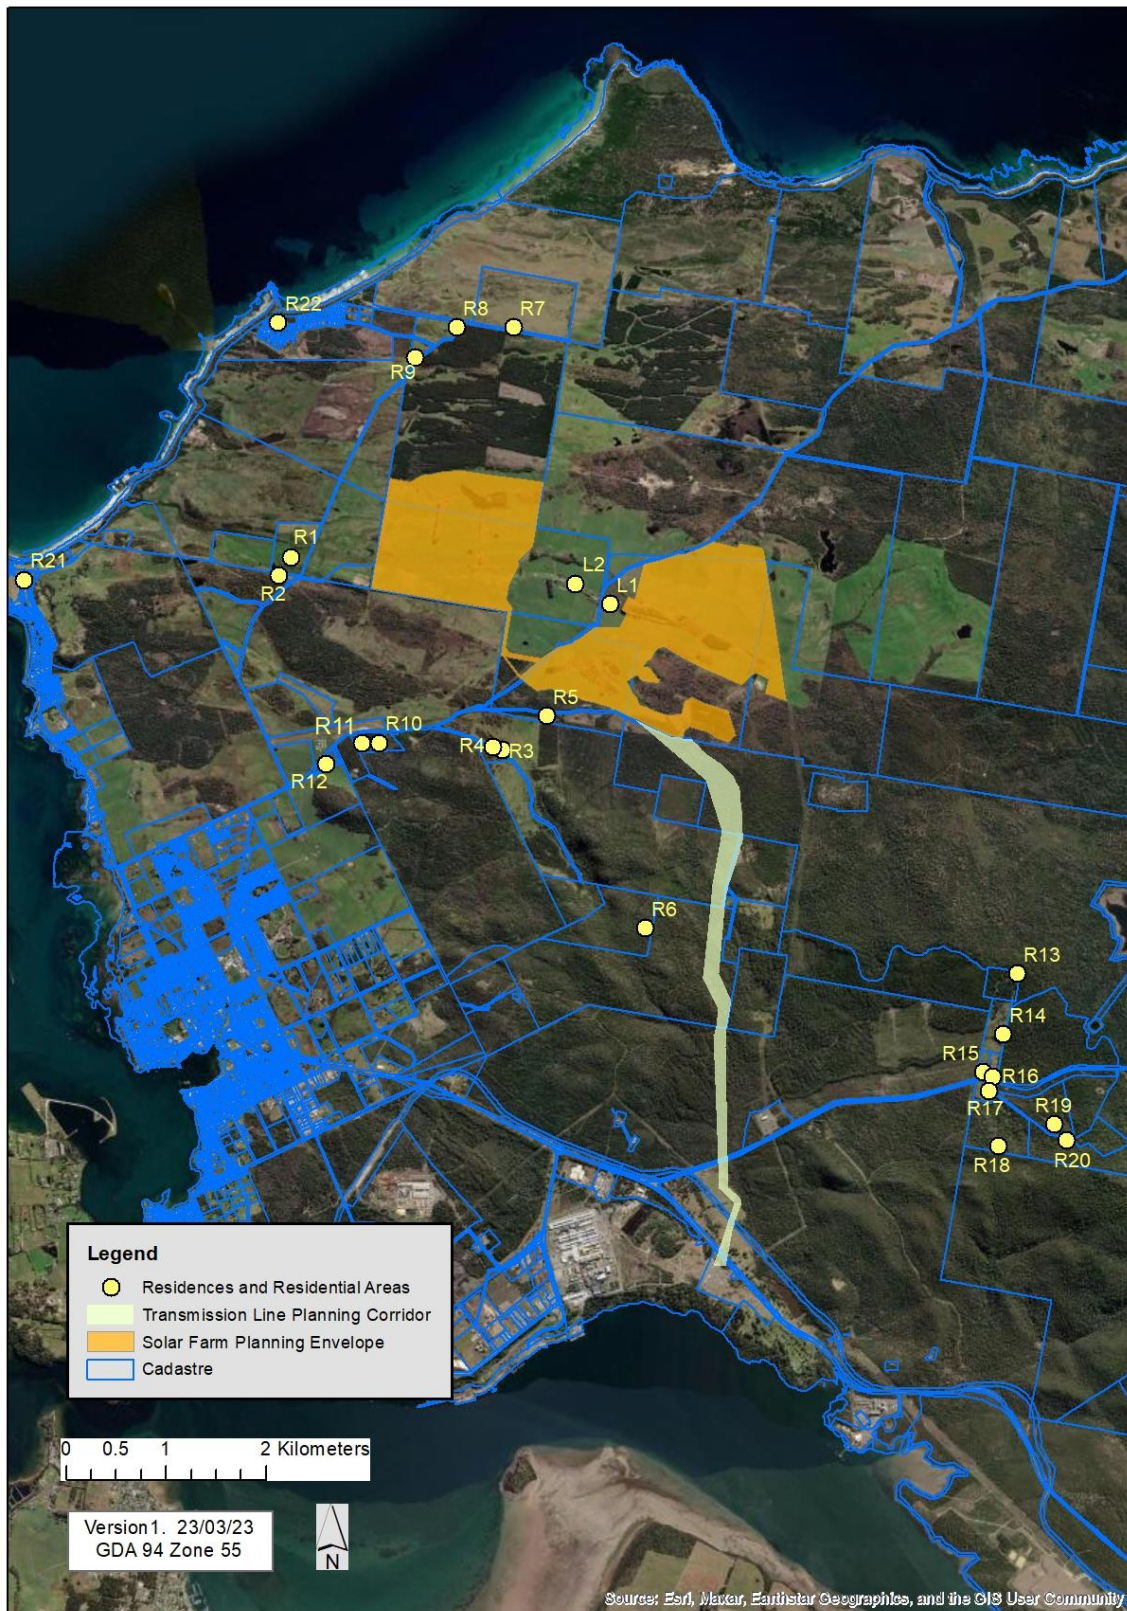 R22
R8
R7
R9
R1
R2
R21
L2
L1
R5
R11
R10
R4
R3
R12
R6
R13
R14
R15
R16
R17
R19
R18
R20
Legend
Residences and Residential Areas
Transmission Line Planning Corridor
Solar Farm Planning Envelope
Cadastre
0 0.5 1 2 Kilometers
Version1. 23/03/23
GDA 94 Zone 55
N
Source: Esri, Maxar, Earthstar Geographics, and the GIS User Community